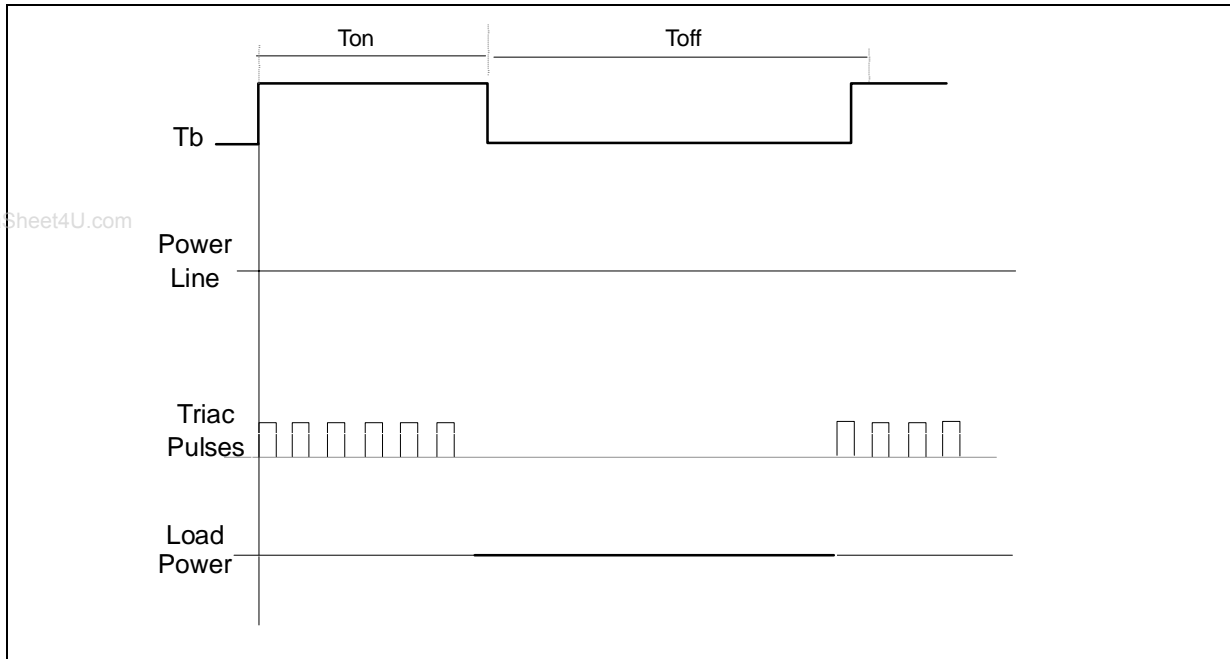 Ton Toff
Tb
Sheet4U.com
Power
Line
Triac
Pulses
Load
Power